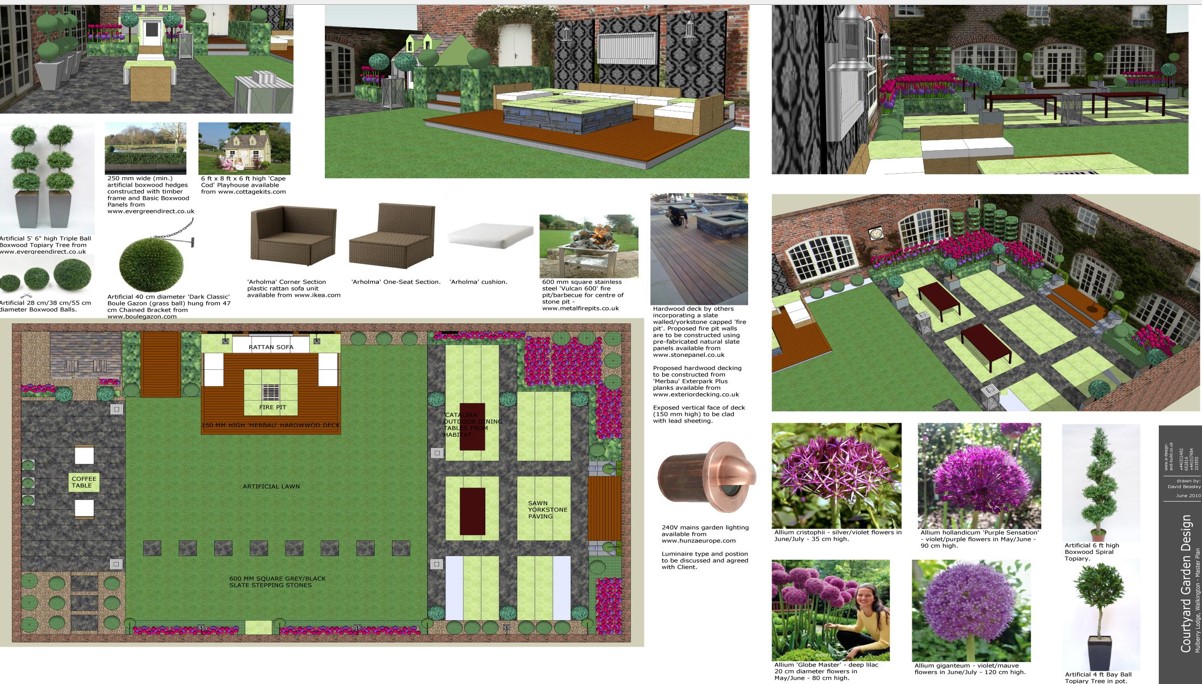 250 mm wide (min.)
artificial boxwood hedges
constructed with timber
frame and Basic Boxwood
Panels from
www.evergreendirect.co.uk
6 ft x 8 ft x 6 ft high 'Cape
Cod' Playhouse available
from www.cottagekits.com
Artificial 5' 6" high Triple Ball
Boxwood Topiary Tree from
www.evergreendirect.co.uk
Artificial 28 cm/38 cm/55 cm
diameter Boxwood Balls.
Artificial 40 cm diameter 'Dark Classic'
Boule Gazon (grass ball) hung from 47
cm Chained Bracket from
www.boulegazon.com
'Arholma' Corner Section
plastic rattan sofa unit
available from www.ikea.com
'Arholma' One-Seat Section.
'Arholma' cushion.
600 mm square stainless
steel 'Vulcan 600' fire
pit/barbecue for centre of
stone pit -
www.metalfirepits.co.uk
Hardwood deck by others
incorporating a slate
walled/yorkstone capped 'fire
pit'. Proposed fire pit walls
are to be constructed using
pre-fabricated natural slate
panels available from
www.stonepanel.co.uk
Proposed hardwood decking
to be constructed from
'Merbau' Exterpark Plus
planks available from
www.exteriordecking.co.uk
Exposed vertical face of deck
(150 mm high) to be clad
with lead sheeting.
RATTAN SOFA
FIRE PIT
150 MM HIGH 'MERBAU' HARDWWOD DECK
'CATALINA'
OUTDOOR DINING
TABLES FROM
HABITAT
COFFEE
TABLE
ARTIFICIAL LAWN
SAWN
YORKSTONE
PAVING
600 MM SQUARE GREY/BLACK
SLATE STEPPING STONES
240V mains garden lighting
available from
www.hunzaeurope.com
Luminaire type and postion
to be discussed and agreed
with Client.
Allium cristophii - silver/violet flowers in
June/July - 35 cm high.
Allium hollandicum 'Purple Sensation'
- violet/purple flowers in May/June -
90 cm high.
Artificial 6 ft high
Boxwood Spiral
Topiary.
Allium 'Globe Master' - deep lilac
20 cm diameter flowers in
May/June - 80 cm high.
Allium giganteum - violet/mauve
flowers in June/July - 120 cm high.
Artificial 4 ft Bay Ball
Topiary Tree in pot.
drawn by:
David Beasley
June 2010
Courtyard Garden Design
Mulberry Lodge, Walkington - Master Plan